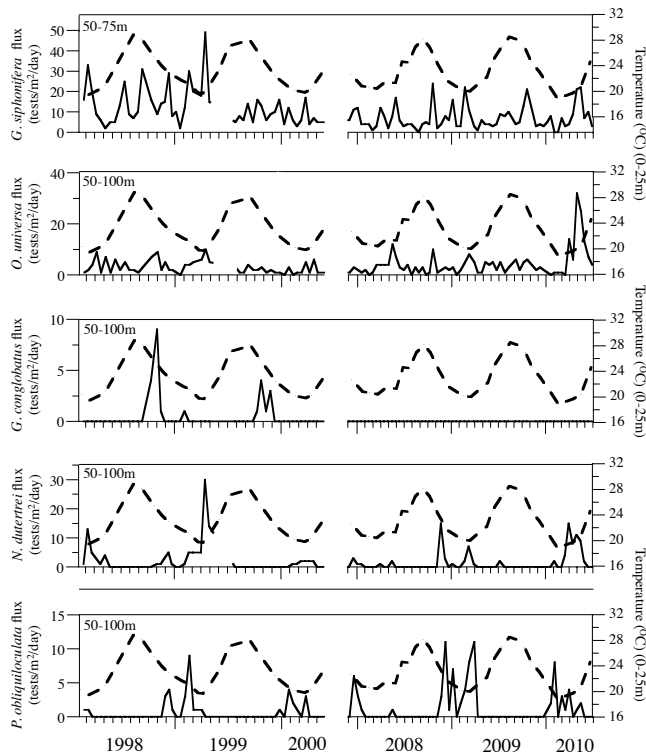 50-75m
G. siphonifera flux
(tests/m²/day)
50
40
30
20
10
0
32
28
24
20
16
Temperature (ºC) (0-25m)
50-100m
O. universa flux
(tests/m²/day)
40
20
0
32
28
24
20
16
50-100m
G. conglobatus flux
(tests/m²/day)
10
5
0
32
28
24
20
16
Temperature (ºC) (0-25m)
50-100m
N. dutertrei flux
(tests/m²/day)
30
20
10
0
32
28
24
20
16
50-100m
P. obliquiloculata flux
(tests/m²/day)
15
10
5
0
32
28
24
20
16
Temperature (ºC) (0-25m)
1998
1999
2000
2008
2009
2010